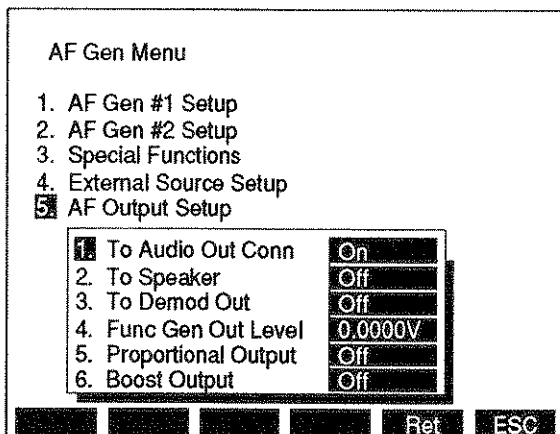 AF Gen Menu
1. AF Gen #1 Setup
2. AF Gen #2 Setup
3. Special Functions
4. External Source Setup
5. AF Output Setup
1. To Audio Out Conn On
2. To Speaker Off
3. To Demod Out Off
4. Func Gen Out Level 0.0000V
5. Proportional Output Off
6. Boost Output Off
Ret ESC